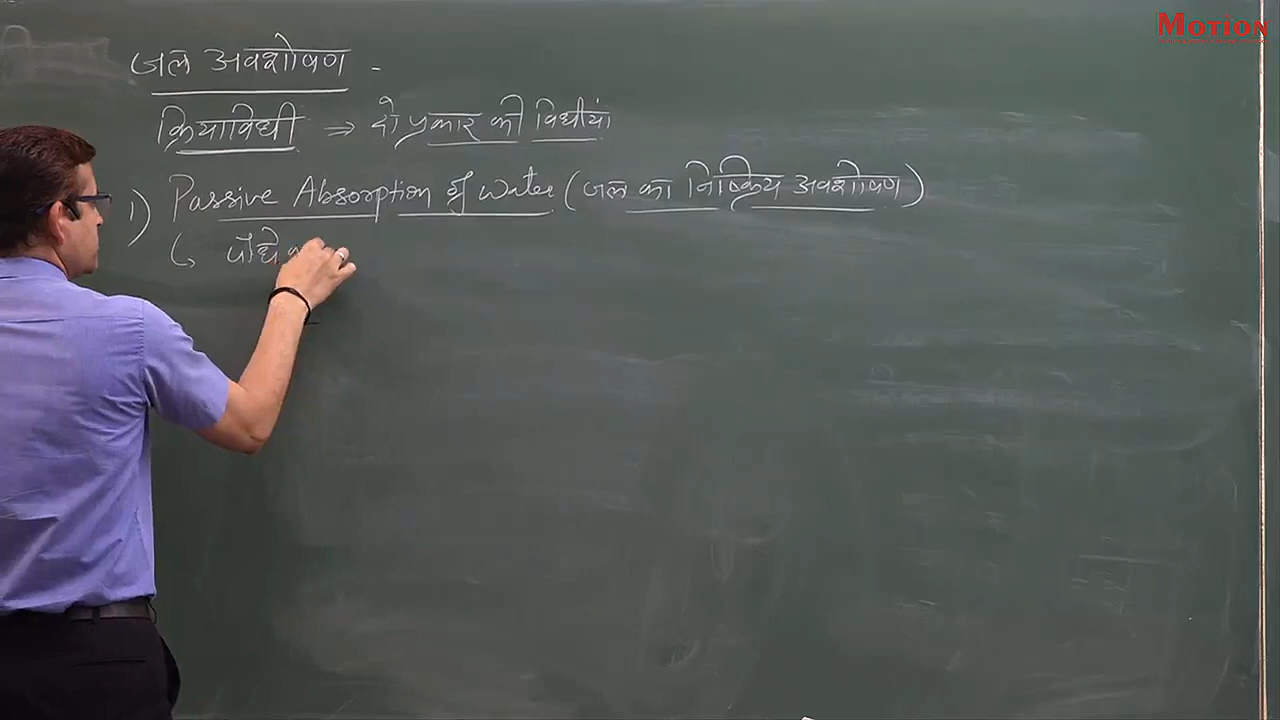 MOTION
जल अवशोषण -
क्रियाविधी ⇒ दो प्रकार की विधीयां
1) Passive Absorption of Water (जल का निष्क्रिय अवशोषण)
↳ पौधे